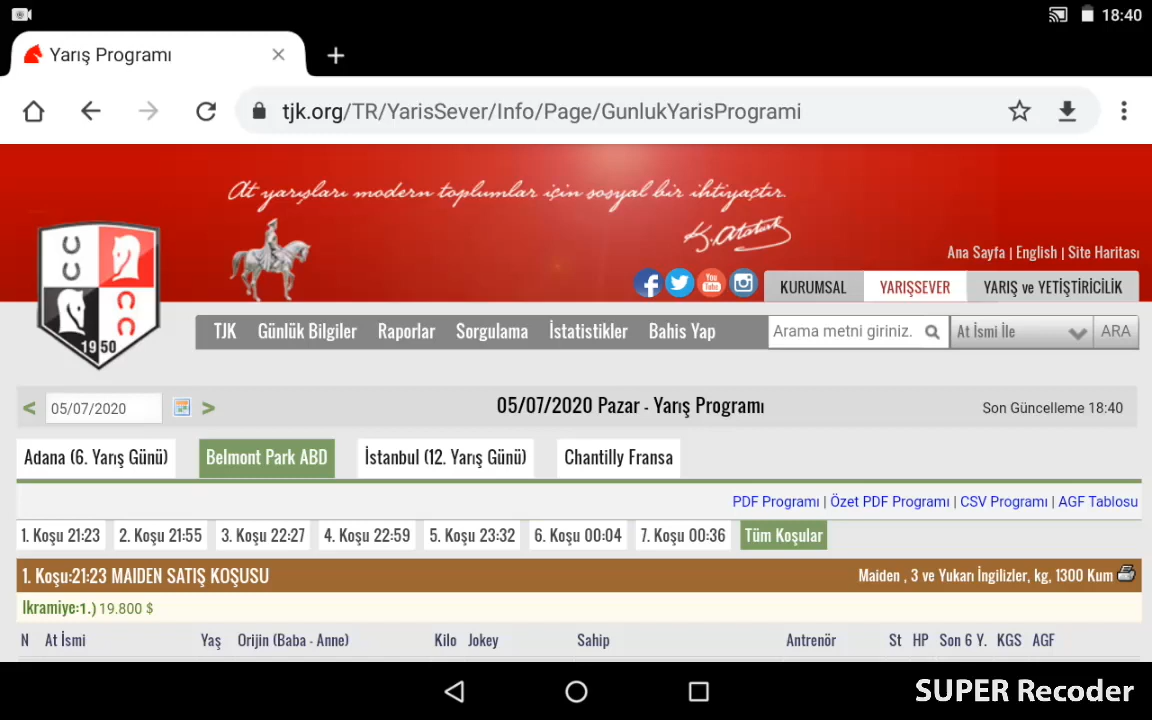 18:40
Yarış Programı
tjk.org/TR/YarisSever/Info/Page/GunlukYarisProgrami
At yarışları modern toplumlar için sosyal bir ihtiyaçtır.
K. Atatürk
Ana Sayfa | English | Site Haritası
You Tube
KURUMSAL YARIŞSEVER YARIŞ ve YETİŞTİRİCİLİK
1950
TJK Günlük Bilgiler Raporlar Sorgulama İstatistikler Bahis Yap Arama metni giriniz. At İsmi İle ARA
< 05/07/2020 > 05/07/2020 Pazar - Yarış Programı Son Güncelleme 18:40
Adana (6. Yarış Günü) Belmont Park ABD İstanbul (12. Yarış Günü) Chantilly Fransa
PDF Programı | Özet PDF Programı | CSV Programı | AGF Tablosu
1. Koşu 21:23 2. Koşu 21:55 3. Koşu 22:27 4. Koşu 22:59 5. Koşu 23:32 6. Koşu 00:04 7. Koşu 00:36 Tüm Koşular
1. Koşu:21:23 MAIDEN SATIŞ KOŞUSU Maiden , 3 ve Yukarı İngilizler, kg, 1300 Kum
Ikramiye:1.) 19.800 $
N At İsmi Yaş Orijin (Baba - Anne) Kilo Jokey Sahip Antrenör St HP Son 6 Y. KGS AGF
SUPER Recoder